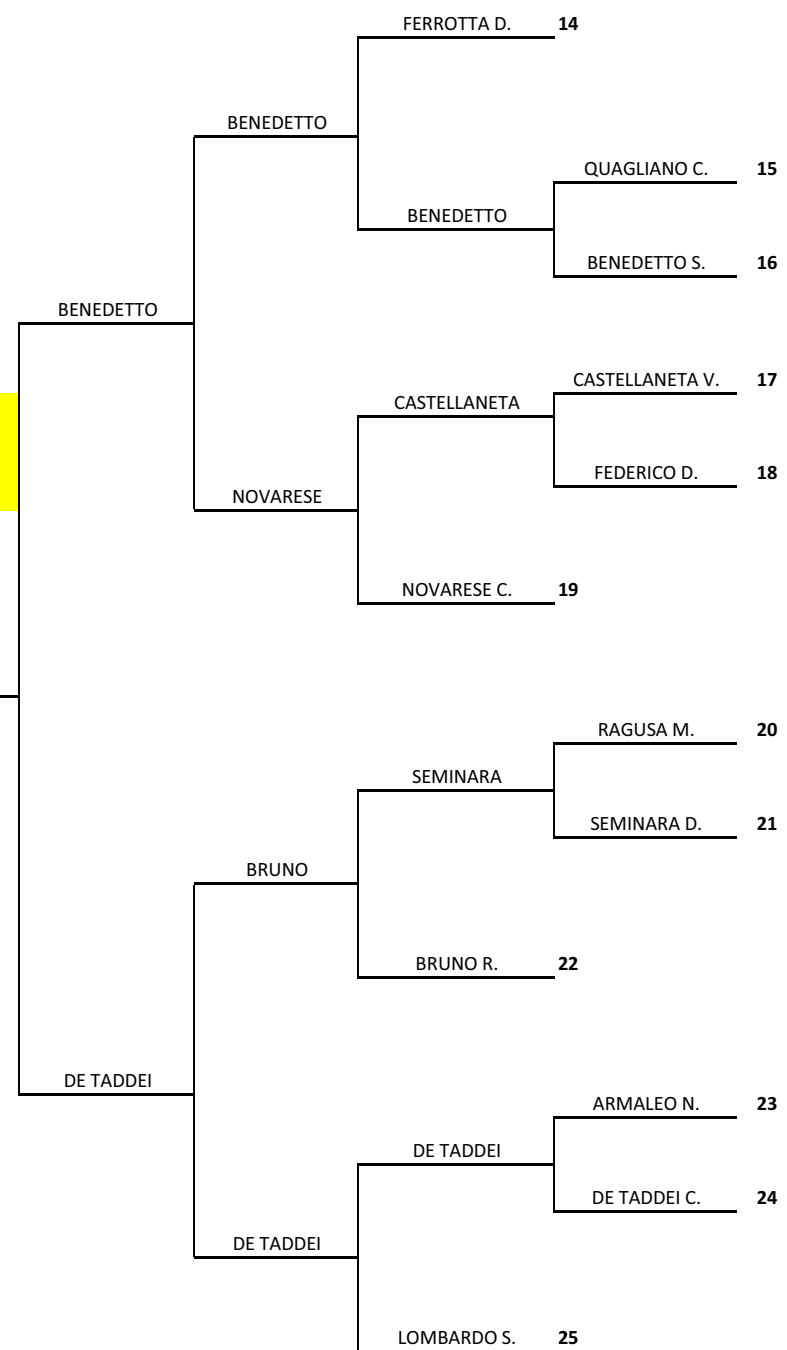 FERROTTA D. 14
BENEDETTO
QUAGLIANO C. 15
BENEDETTO
BENEDETTO S. 16
BENEDETTO
CASTELLANETA V. 17
CASTELLANETA
FEDERICO D. 18
NOVARESE
NOVARESE C. 19
RAGUSA M. 20
SEMINARA
SEMINARA D. 21
BRUNO
BRUNO R. 22
DE TADDEI
ARMALEO N. 23
DE TADDEI
DE TADDEI C. 24
DE TADDEI
LOMBARDO S. 25